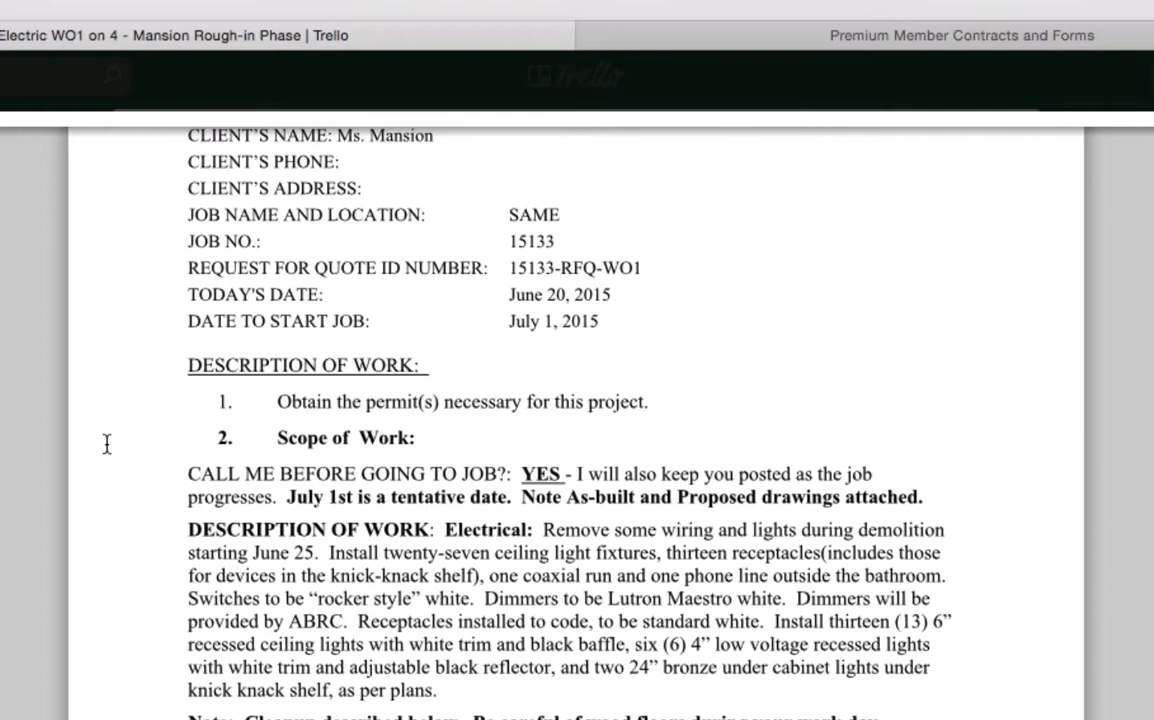 Electric WO1 on 4 - Mansion Rough-in Phase | Trello
Premium Member Contracts and Forms
Trello
CLIENT'S NAME: Ms. Mansion
CLIENT'S PHONE:
CLIENT'S ADDRESS:
JOB NAME AND LOCATION: SAME
JOB NO.: 15133
REQUEST FOR QUOTE ID NUMBER: 15133-RFQ-WO1
TODAY'S DATE: June 20, 2015
DATE TO START JOB: July 1, 2015
DESCRIPTION OF WORK:
1. Obtain the permit(s) necessary for this project.
2. Scope of Work:
CALL ME BEFORE GOING TO JOB?: YES - I will also keep you posted as the job
progresses. July 1st is a tentative date. Note As-built and Proposed drawings attached.
DESCRIPTION OF WORK: Electrical: Remove some wiring and lights during demolition
starting June 25. Install twenty-seven ceiling light fixtures, thirteen receptacles(includes those
for devices in the knick-knack shelf), one coaxial run and one phone line outside the bathroom.
Switches to be “rocker style” white. Dimmers to be Lutron Maestro white. Dimmers will be
provided by ABRC. Receptacles installed to code, to be standard white. Install thirteen (13) 6”
recessed ceiling lights with white trim and black baffle, six (6) 4” low voltage recessed lights
with white trim and adjustable black reflector, and two 24” bronze under cabinet lights under
knick knack shelf, as per plans.